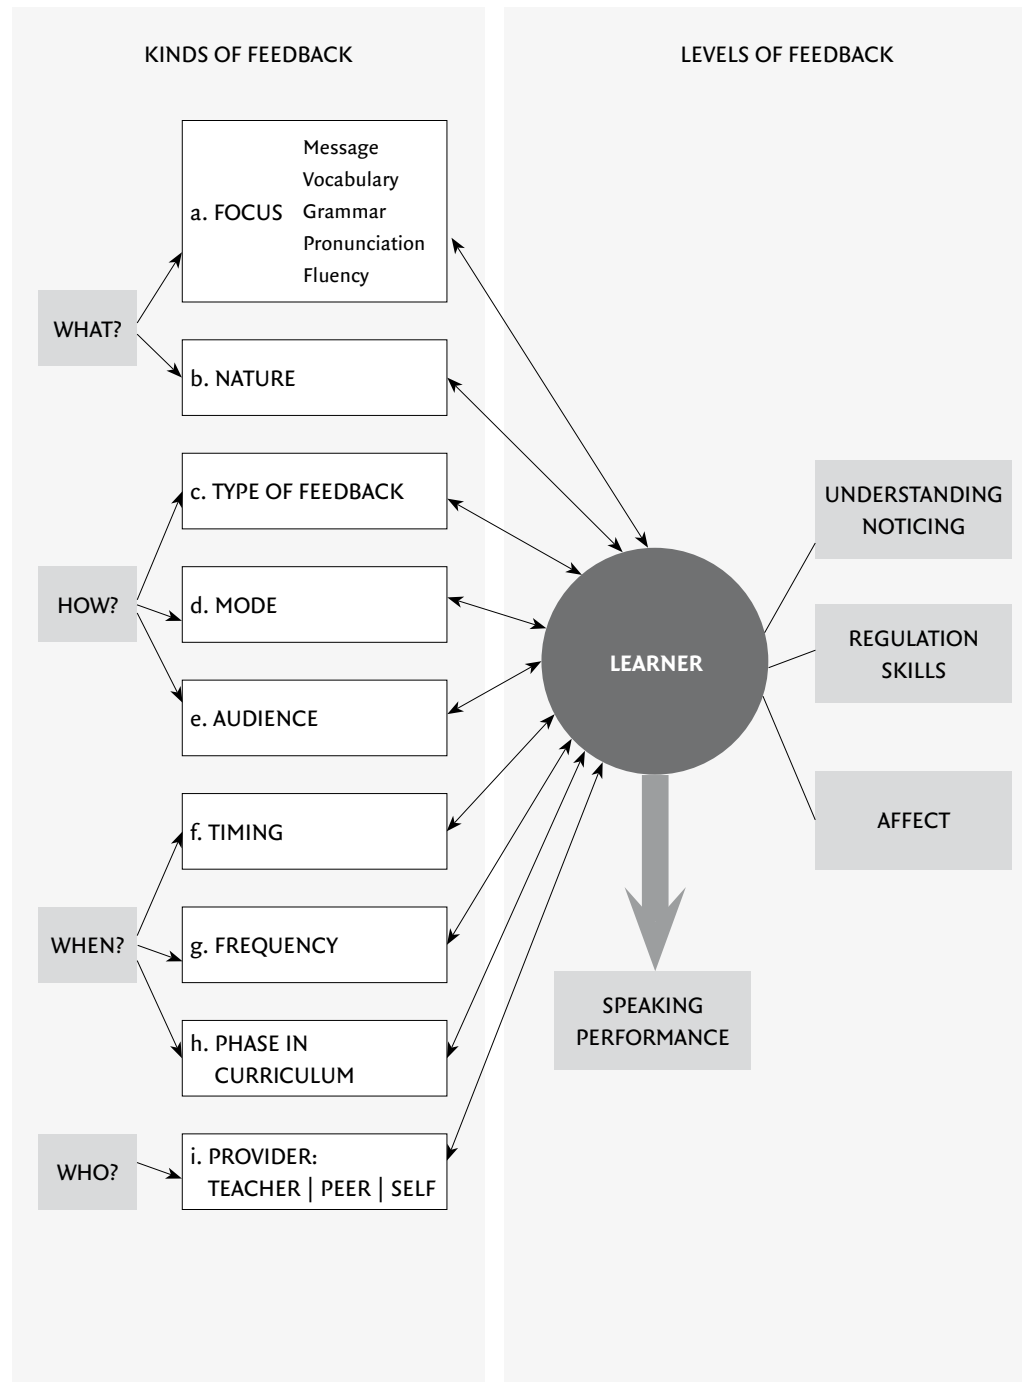 KINDS OF FEEDBACK
LEVELS OF FEEDBACK
Message
Vocabulary
a. FOCUS
Grammar
Pronunciation
Fluency
WHAT?
b. NATURE
c. TYPE OF FEEDBACK
HOW?
d. MODE
e. AUDIENCE
f. TIMING
WHEN?
g. FREQUENCY
h. PHASE IN
CURRICULUM
WHO?
i. PROVIDER:
TEACHER | PEER | SELF
LEARNER
UNDERSTANDING
NOTICING
REGULATION
SKILLS
AFFECT
SPEAKING
PERFORMANCE